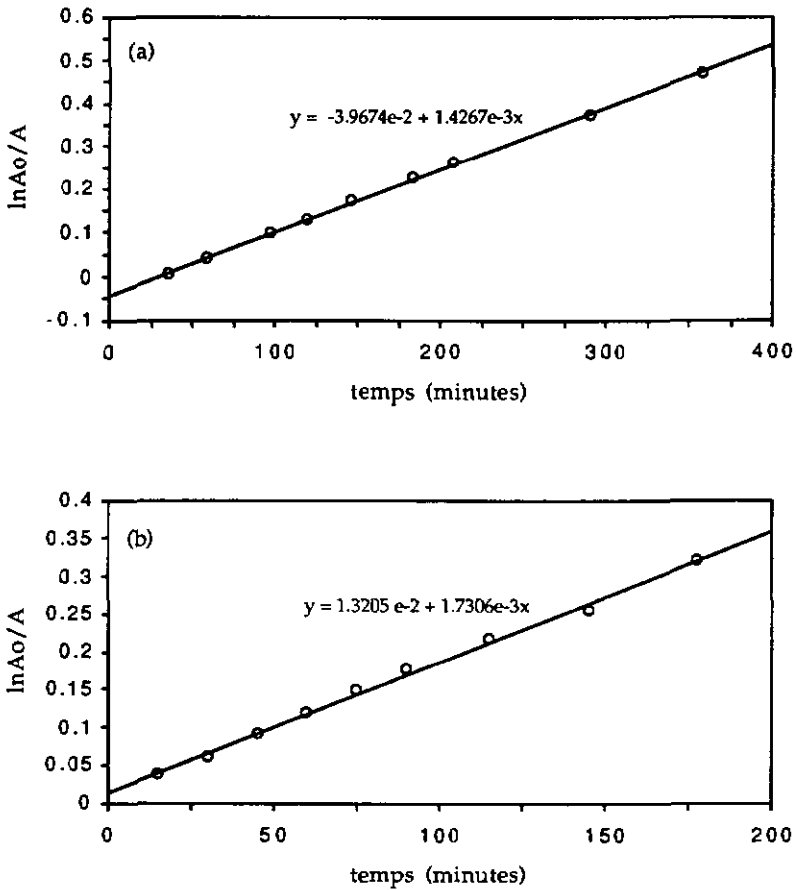 0.6
(a)
0.5
0.4
y = -3.9674e-2 + 1.4267e-3x
0.3
lnAo/A
0.2
0.1
0
-0.1
0 100 200 300 400
temps (minutes)
0.4
(b)
0.35
0.3
y = 1.3205 e-2 + 1.7306e-3x
0.25
lnAo/A
0.2
0.15
0.1
0.05
0
0 50 100 150 200
temps (minutes)